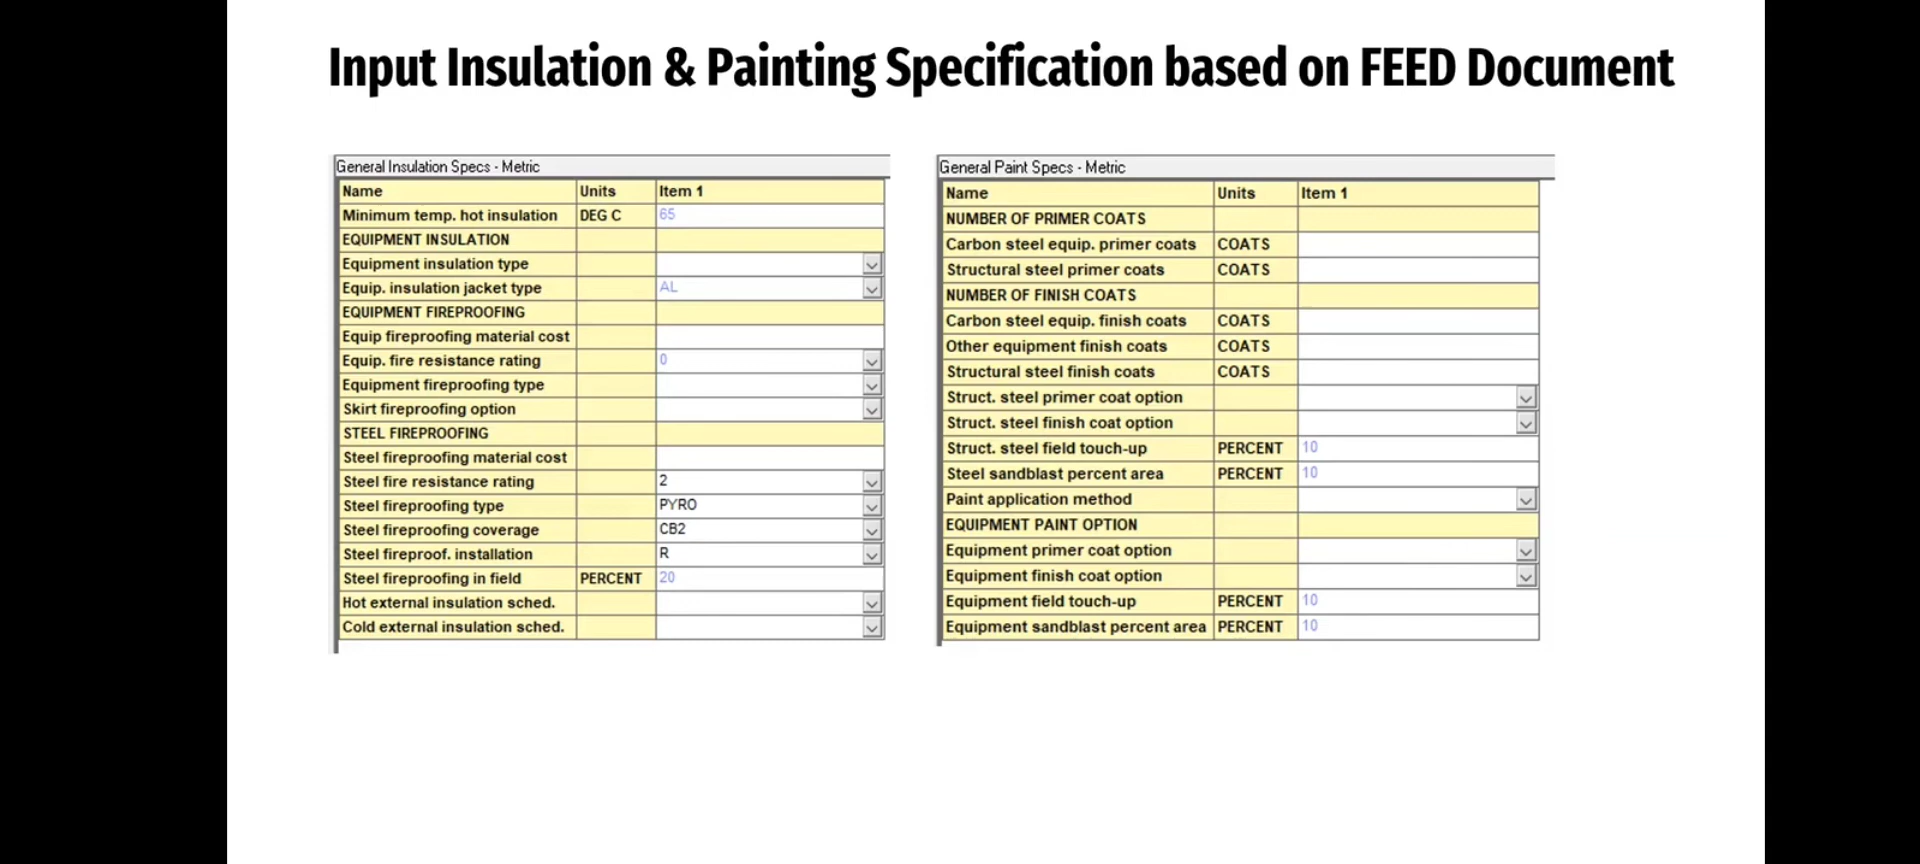 Input Insulation & Painting Specification based on FEED Document
General Insulation Specs - Metric
Name Units Item 1
Minimum temp. hot insulation DEG C 65
EQUIPMENT INSULATION
Equipment insulation type
Equip. insulation jacket type AL
EQUIPMENT FIREPROOFING
Equip fireproofing material cost
Equip. fire resistance rating 0
Equipment fireproofing type
Skirt fireproofing option
STEEL FIREPROOFING
Steel fireproofing material cost
Steel fire resistance rating 2
Steel fireproofing type PYRO
Steel fireproofing coverage CB2
Steel fireproof. installation R
Steel fireproofing in field PERCENT 20
Hot external insulation sched.
Cold external insulation sched.
General Paint Specs - Metric
Name Units Item 1
NUMBER OF PRIMER COATS
Carbon steel equip. primer coats COATS
Structural steel primer coats COATS
NUMBER OF FINISH COATS
Carbon steel equip. finish coats COATS
Other equipment finish coats COATS
Structural steel finish coats COATS
Struct. steel primer coat option
Struct. steel finish coat option
Struct. steel field touch-up PERCENT 10
Steel sandblast percent area PERCENT 10
Paint application method
EQUIPMENT PAINT OPTION
Equipment primer coat option
Equipment finish coat option
Equipment field touch-up PERCENT 10
Equipment sandblast percent area PERCENT 10